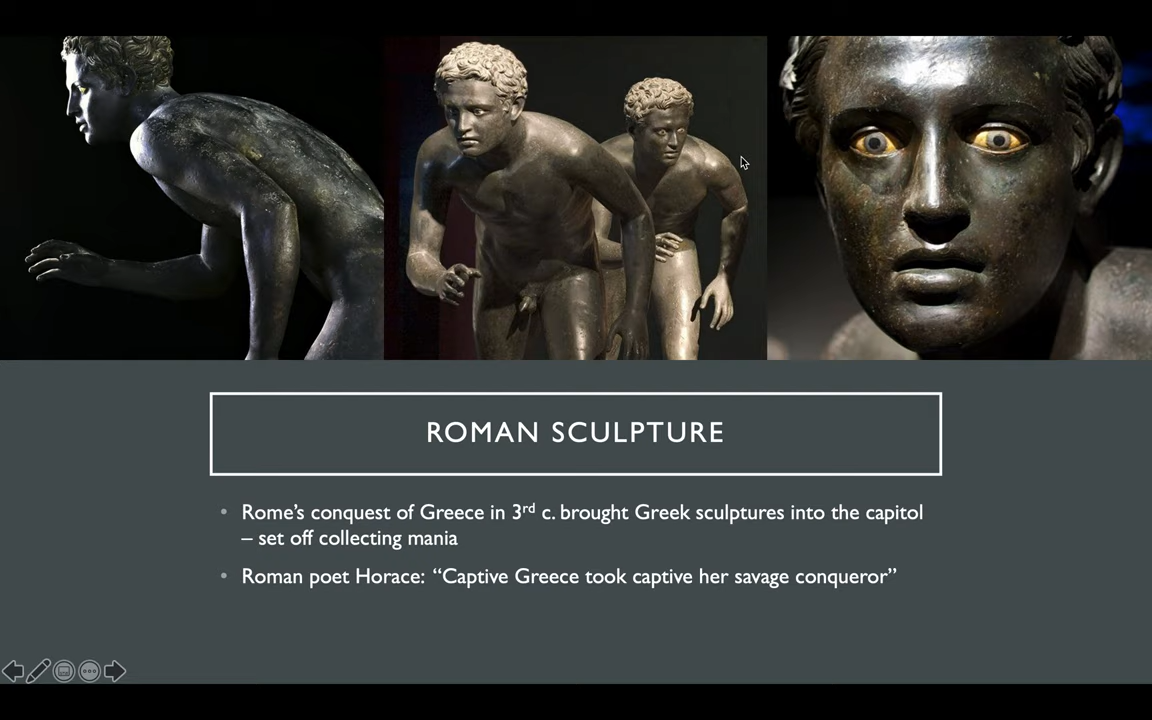 ROMAN SCULPTURE
• Rome’s conquest of Greece in 3rd c. brought Greek sculptures into the capitol
– set off collecting mania
• Roman poet Horace: “Captive Greece took captive her savage conqueror”